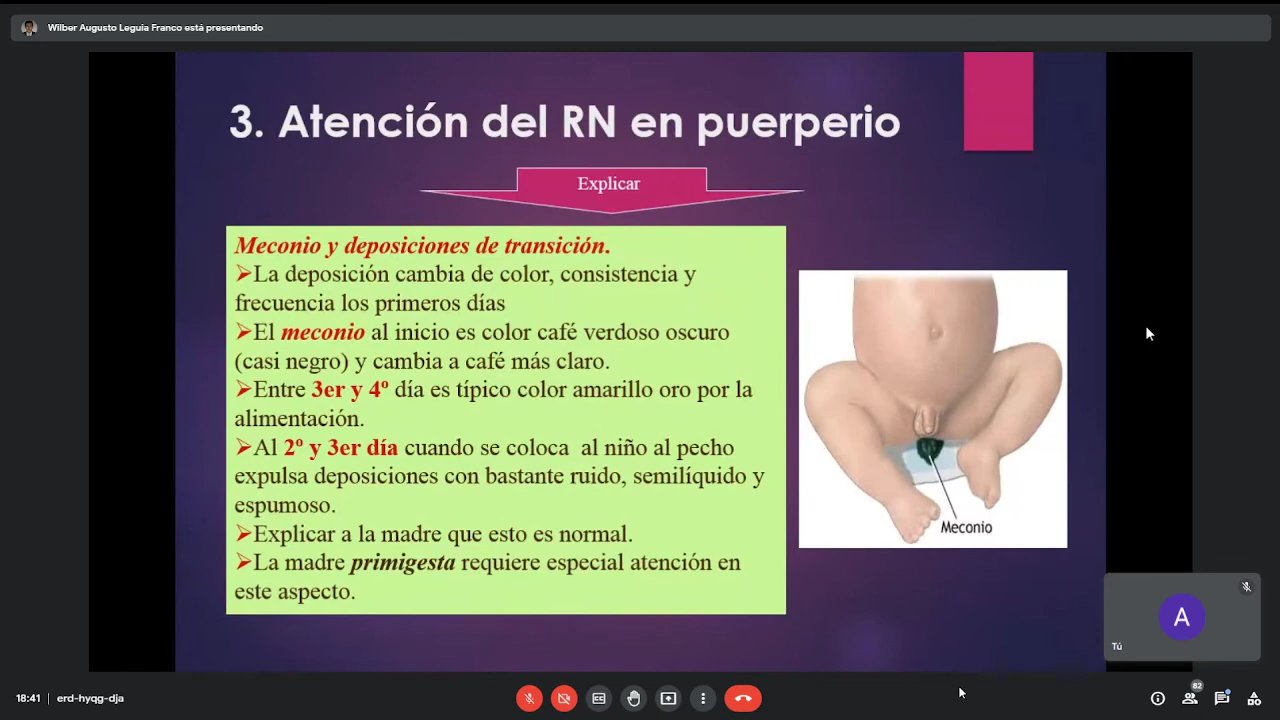 Wilber Augusto Leguia Franco está presentando
3. Atención del RN en puerperio
Explicar
Meconio y deposiciones de transición.
➢La deposición cambia de color, consistencia y
frecuencia los primeros días
➢El meconio al inicio es color café verdoso oscuro
(casi negro) y cambia a café más claro.
➢Entre 3er y 4º día es típico color amarillo oro por la
alimentación.
➢Al 2º y 3er día cuando se coloca al niño al pecho
expulsa deposiciones con bastante ruido, semilíquido y
espumoso.
➢Explicar a la madre que esto es normal.
➢La madre primigesta requiere especial atención en
este aspecto.
Meconio
A
Tú
18:41 | erd-hyqg-dja
82